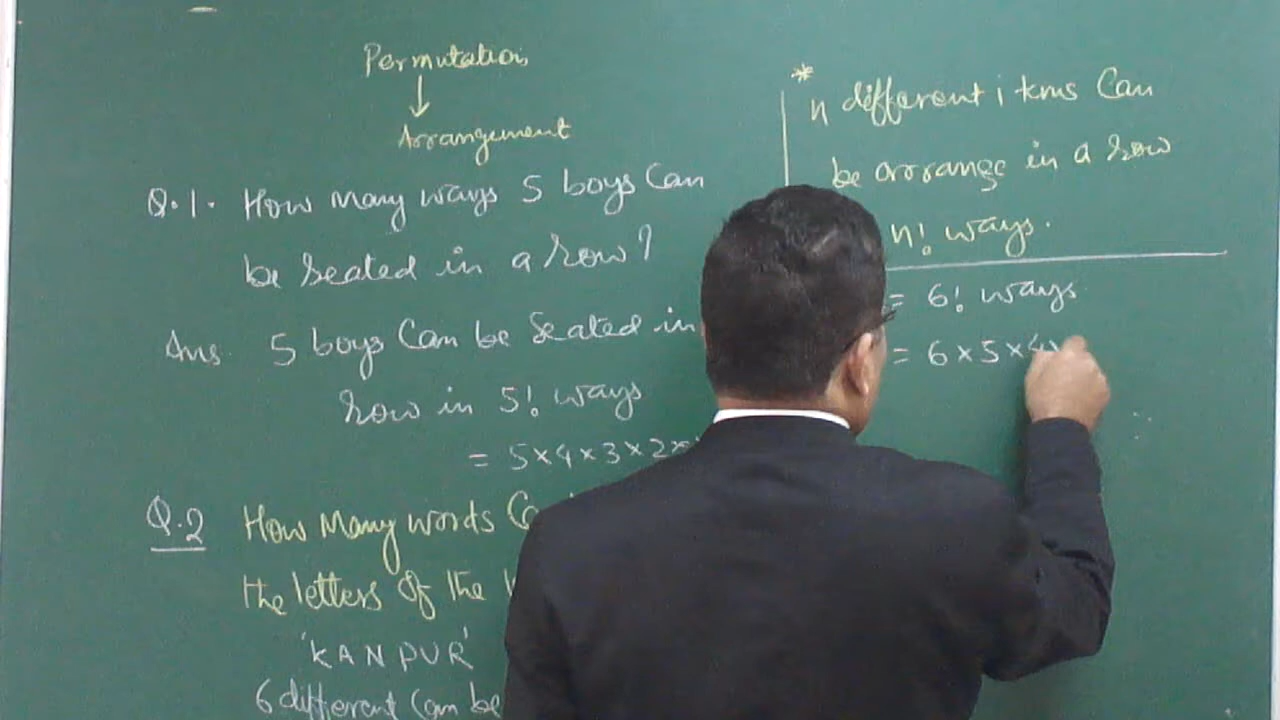 Permutation
↓
Arrangement
Q.1. How many ways 5 boys Can
be seated in a row?
Ans. 5 boys Can be seated in
row in 5! ways
= 5×4×3×2×
Q.2 How Many words
the letters of the
'KANPUR'
6 different Can be
* n different items Can
be arrange in a row
n! ways.
= 6! ways
= 6×5×4×